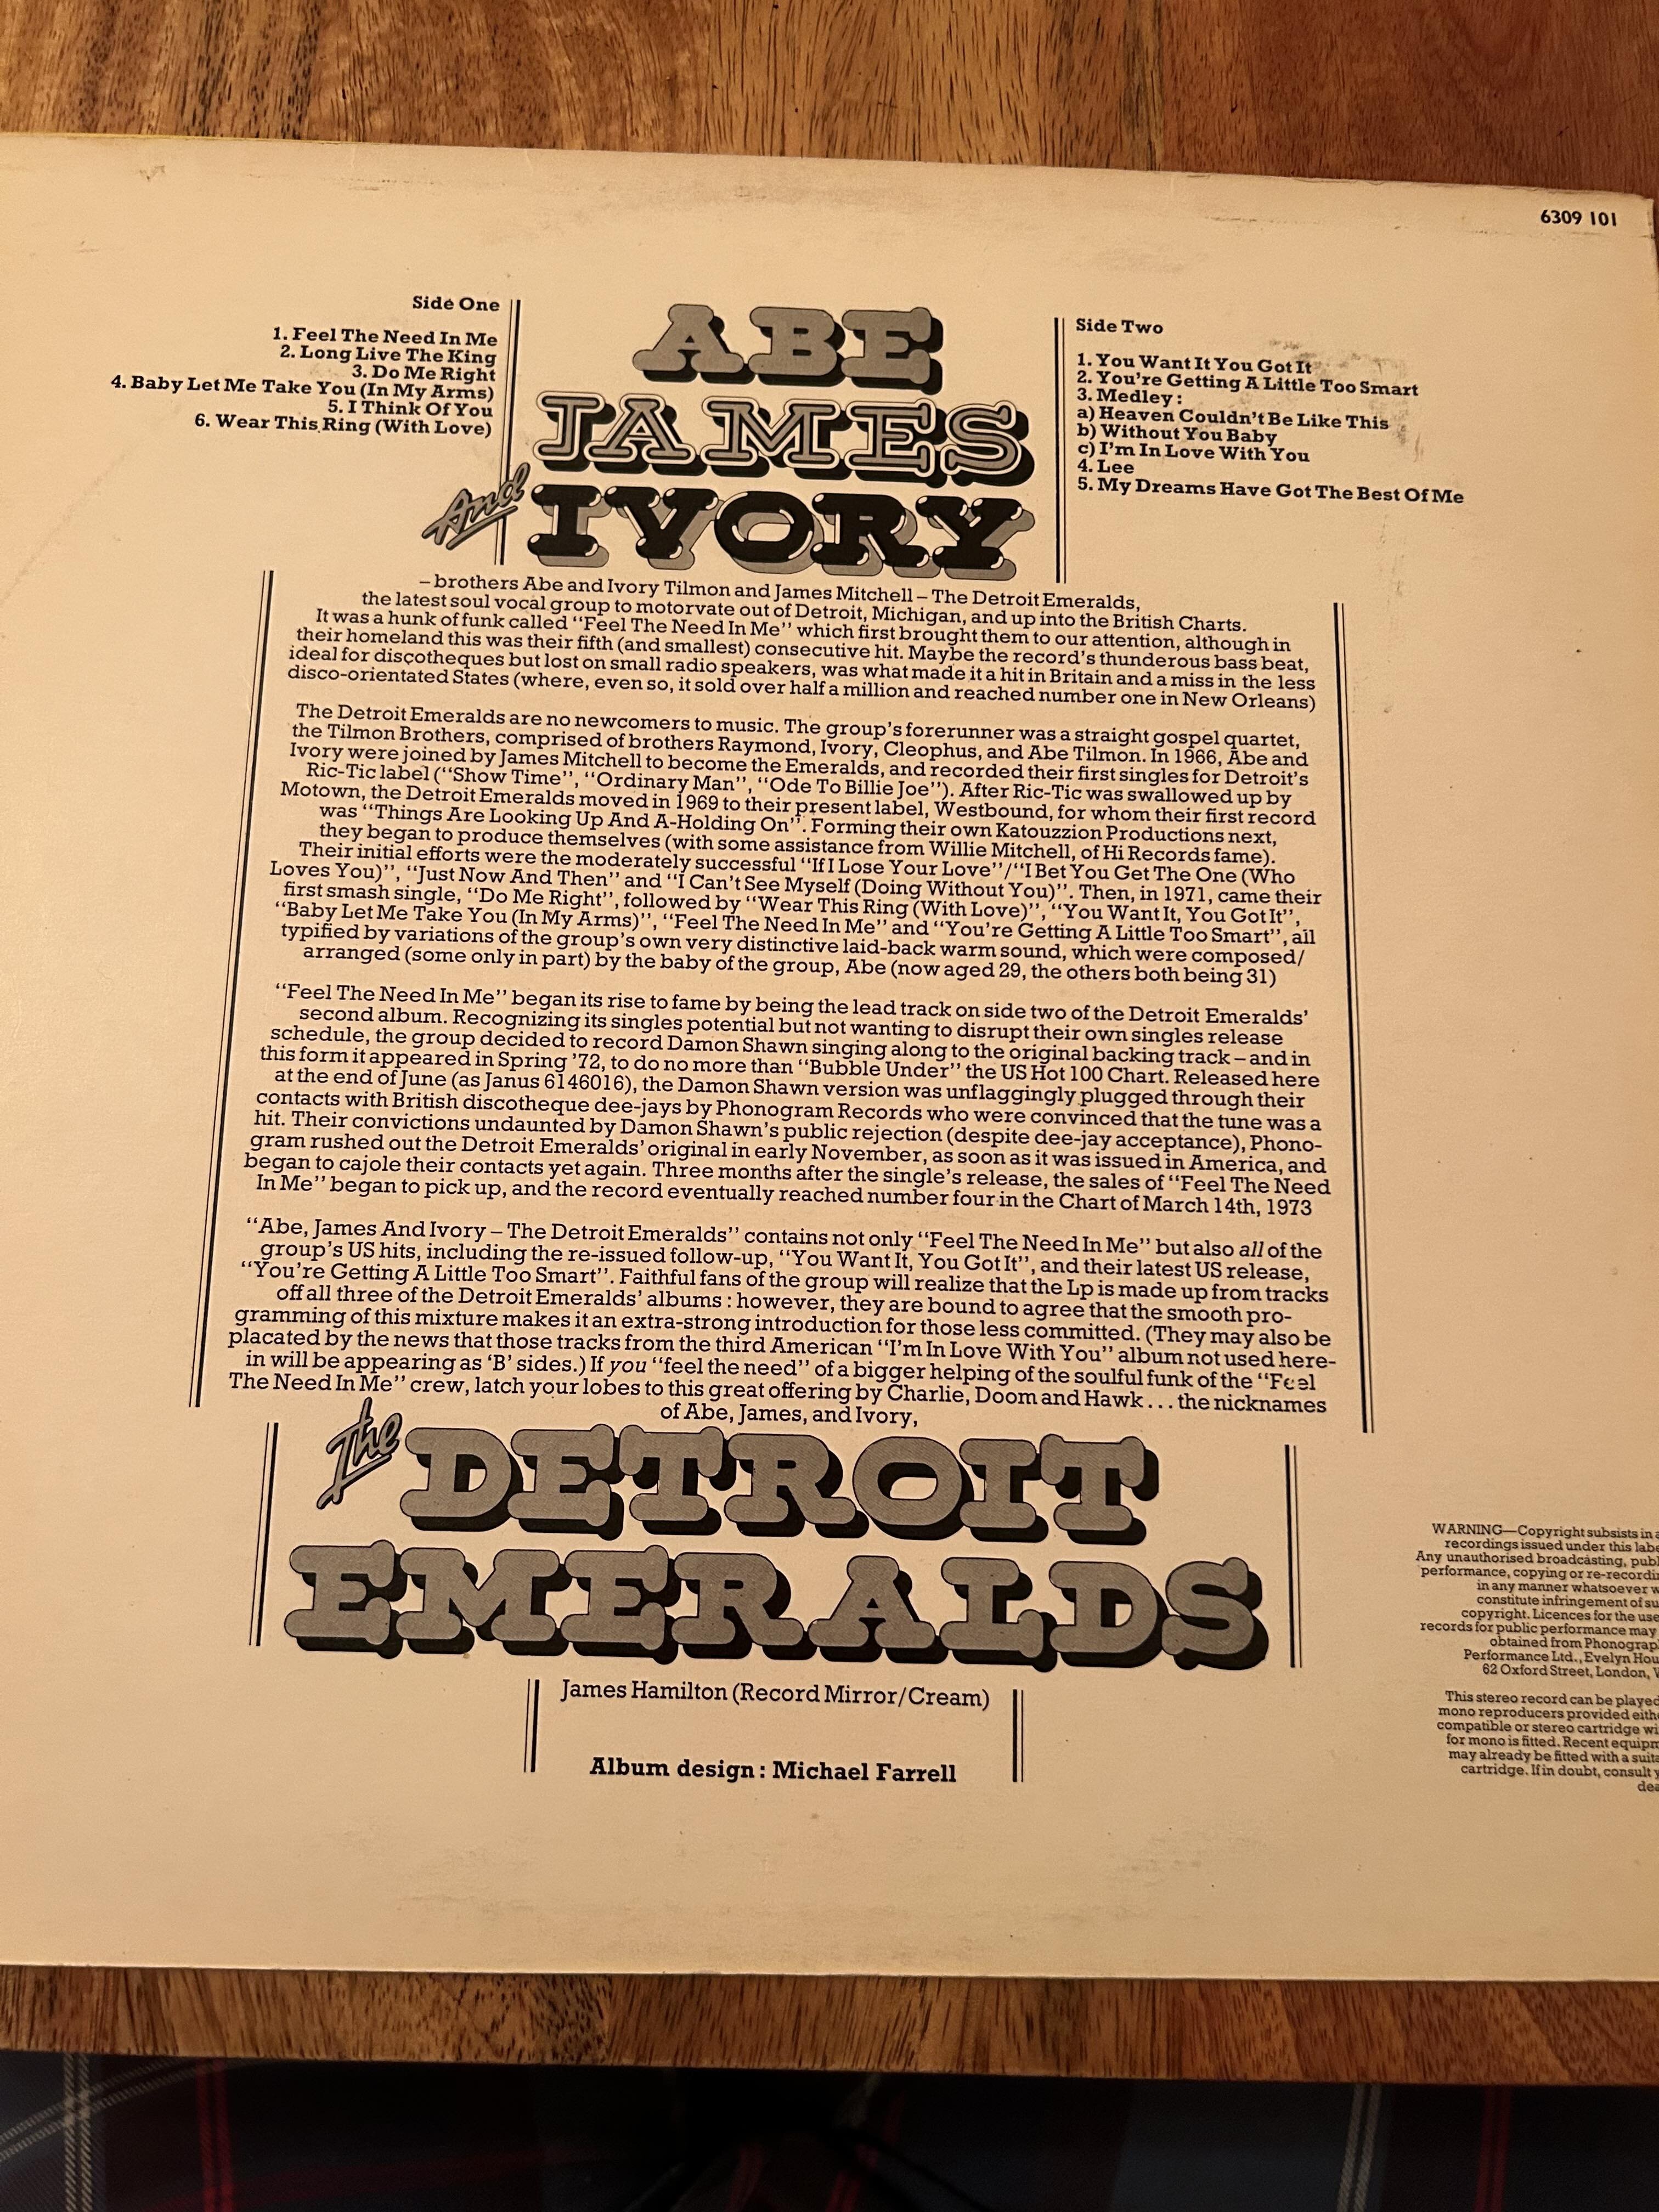 6309 101
Side One
1. Feel The Need In Me
2. Long Live The King
3. Do Me Right
4. Baby Let Me Take You (In My Arms)
5. I Think Of You
6. Wear This Ring (With Love)
ABE
JAMES
And IVORY
Side Two
1. You Want It You Got It
2. You're Getting A Little Too Smart
3. Medley:
a) Heaven Couldn't Be Like This
b) Without You Baby
c) I'm In Love With You
4. Lee
5. My Dreams Have Got The Best Of Me
– brothers Abe and Ivory Tilmon and James Mitchell – The Detroit Emeralds,
the latest soul vocal group to motorvate out of Detroit, Michigan, and up into the British Charts.
It was a hunk of funk called "Feel The Need In Me" which first brought them to our attention, although in
their homeland this was their fifth (and smallest) consecutive hit. Maybe the record's thunderous bass beat,
ideal for discotheques but lost on small radio speakers, was what made it a hit in Britain and a miss in the less
disco-orientated States (where, even so, it sold over half a million and reached number one in New Orleans)
The Detroit Emeralds are no newcomers to music. The group's forerunner was a straight gospel quartet,
the Tilmon Brothers, comprised of brothers Raymond, Ivory, Cleophus, and Abe Tilmon. In 1966, Abe and
Ivory were joined by James Mitchell to become the Emeralds, and recorded their first singles for Detroit's
Ric-Tic label ("Show Time", "Ordinary Man", "Ode To Billie Joe"). After Ric-Tic was swallowed up by
Motown, the Detroit Emeralds moved in 1969 to their present label, Westbound, for whom their first record
was "Things Are Looking Up And A-Holding On". Forming their own Katouzzion Productions next,
they began to produce themselves (with some assistance from Willie Mitchell, of Hi Records fame).
Their initial efforts were the moderately successful "If I Lose Your Love"/"I Bet You Get The One (Who
Loves You)", "Just Now And Then" and "I Can't See Myself (Doing Without You)". Then, in 1971, came their
first smash single, "Do Me Right", followed by "Wear This Ring (With Love)", "You Want It, You Got It",
"Baby Let Me Take You (In My Arms)", "Feel The Need In Me" and "You're Getting A Little Too Smart", all
typified by variations of the group's own very distinctive laid-back warm sound, which were composed/
arranged (some only in part) by the baby of the group, Abe (now aged 29, the others both being 31)
"Feel The Need In Me" began its rise to fame by being the lead track on side two of the Detroit Emeralds'
second album. Recognizing its singles potential but not wanting to disrupt their own singles release
schedule, the group decided to record Damon Shawn singing along to the original backing track – and in
this form it appeared in Spring '72, to do no more than "Bubble Under" the US Hot 100 Chart. Released here
at the end of June (as Janus 6146016), the Damon Shawn version was unflaggingly plugged through their
contacts with British discotheque dee-jays by Phonogram Records who were convinced that the tune was a
hit. Their convictions undaunted by Damon Shawn's public rejection (despite dee-jay acceptance), Phono-
gram rushed out the Detroit Emeralds' original in early November, as soon as it was issued in America, and
began to cajole their contacts yet again. Three months after the single's release, the sales of "Feel The Need
In Me" began to pick up, and the record eventually reached number four in the Chart of March 14th, 1973
"Abe, James And Ivory – The Detroit Emeralds" contains not only "Feel The Need In Me" but also all of the
group's US hits, including the re-issued follow-up, "You Want It, You Got It", and their latest US release,
"You're Getting A Little Too Smart". Faithful fans of the group will realize that the Lp is made up from tracks
off all three of the Detroit Emeralds' albums: however, they are bound to agree that the smooth pro-
gramming of this mixture makes it an extra-strong introduction for those less committed. (They may also be
placated by the news that those tracks from the third American "I'm In Love With You" album not used here-
in will be appearing as 'B' sides.) If you "feel the need" of a bigger helping of the soulful funk of the "Feel
The Need In Me" crew, latch your lobes to this great offering by Charlie, Doom and Hawk . . . the nicknames
of Abe, James, and Ivory,
The DETROIT
EMERALDS
James Hamilton (Record Mirror/Cream)
Album design: Michael Farrell
WARNING—Copyright subsists in
recordings issued under this
Any unauthorised broadcasting,
performance, copying or
in any manner whatsoever
constitute infringement of
copyright. Licences for the use
records for public performance may
obtained from
Performance Ltd., Evelyn
62 Oxford Street, London,
This stereo record can be played
mono reproducers provided
compatible or stereo cartridge
for mono is fitted. Recent
may already be fitted with a
cartridge. If in doubt, consult